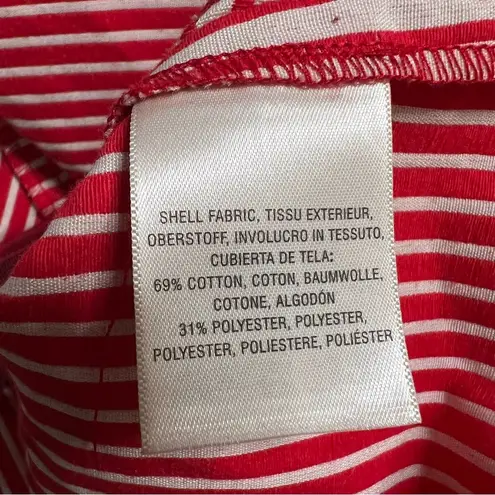 SHELL FABRIC, TISSU EXTERIEUR,
OBERSTOFF, INVOLUCRO IN TESSUTO,
CUBIERTA DE TELA:
69% COTTON, COTON, BAUMWOLLE,
COTONE, ALGODÓN
31% POLYESTER, POLYESTER,
POLYESTER, POLIESTERE, POLIÉSTER